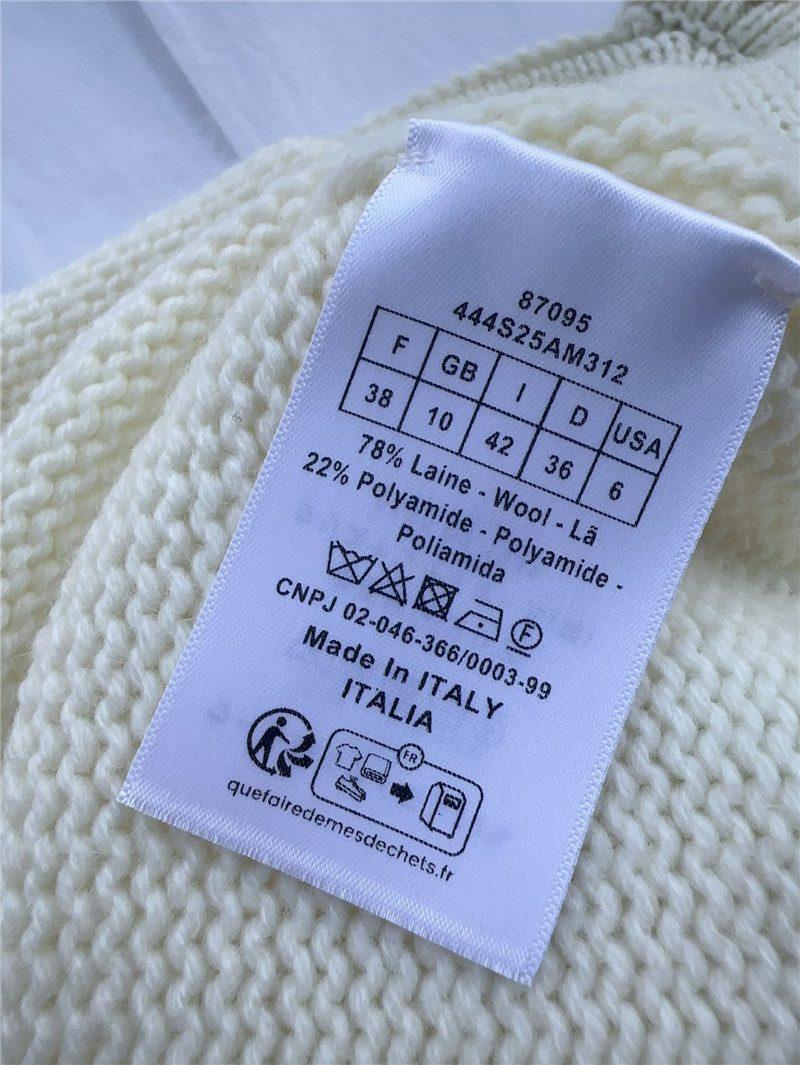 87095
444S25AM312
F GB I D USA
38 10 42 36 6
78% Laine - Wool - Lã
22% Polyamide - Polyamide -
Poliamida
F
CNPJ 02-046-366/0003-99
Made In ITALY
ITALIA
FR
quefairedemesdechets.fr